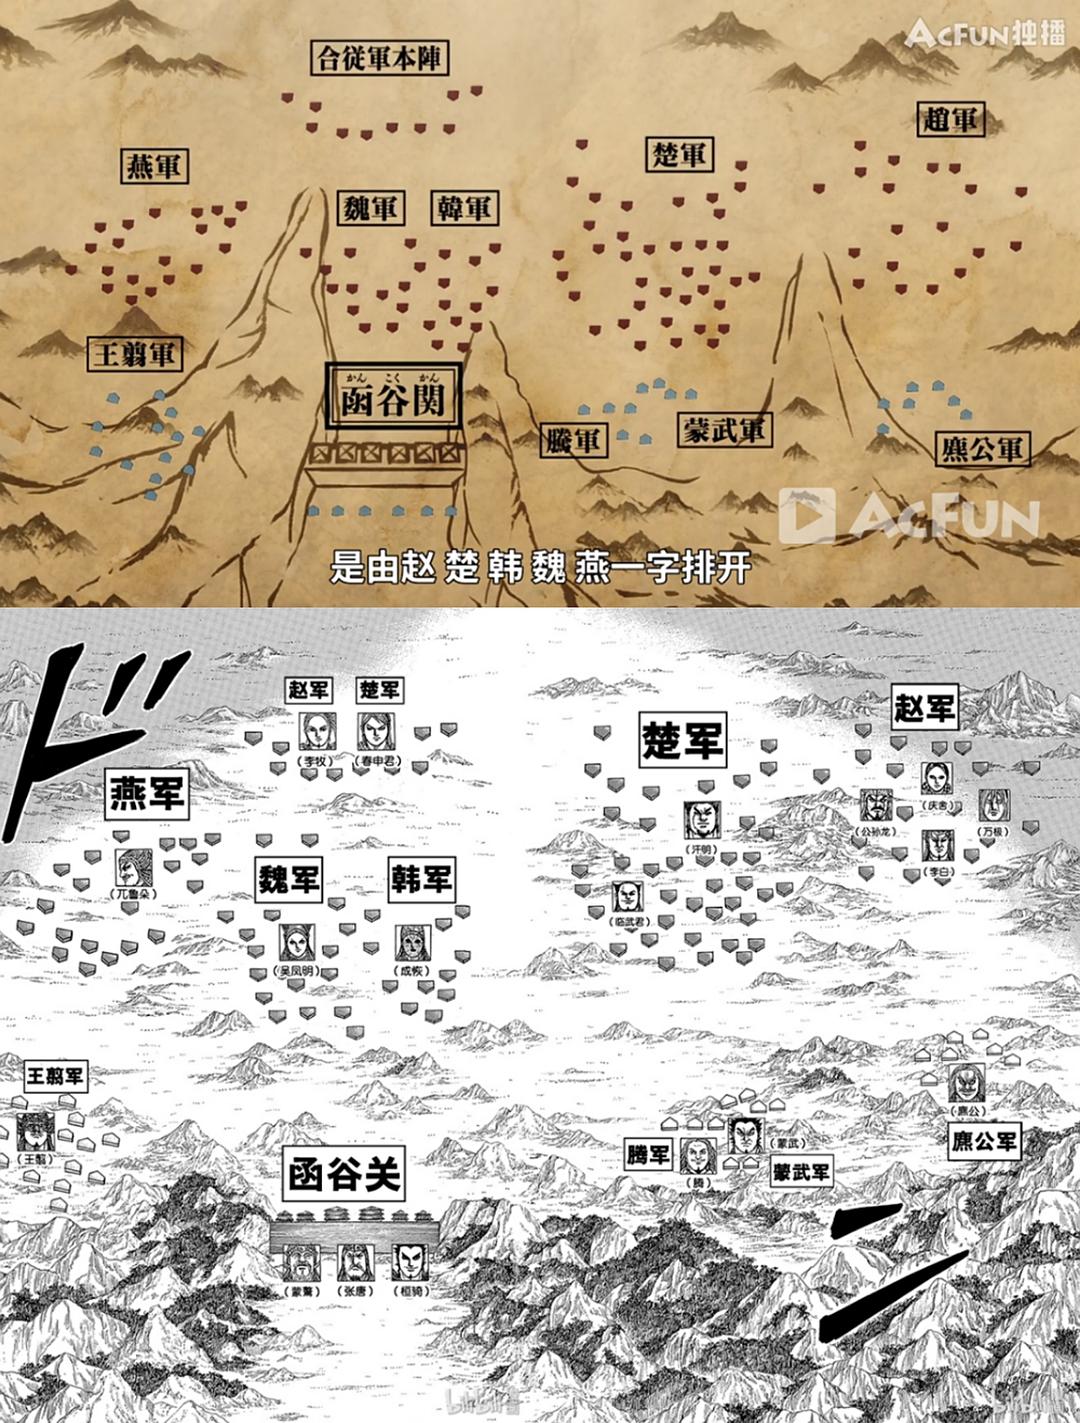 ACFUN独播
合従軍本陣
趙軍
燕軍
楚軍
魏軍
韓軍
王翦軍
かん こく かん
函谷関
騰軍
蒙武軍
麃公軍
ACFUN
是由赵 楚 韩 魏 燕一字排开
ド
赵军
楚军
(李牧)
(春申君)
楚军
赵军
燕军
(庆舍)
(公孙龙)
(万极)
(汗明)
(李白)
魏军
韩军
(兀鲁朵)
(临武君)
(吴凤明)
(成恢)
王翦军
(王翦)
(麃公)
腾军
(蒙武)
麃公军
(腾)
蒙武军
函谷关
ン
(蒙骜)
(张唐)
(桓骑)
bilibili
bilibili